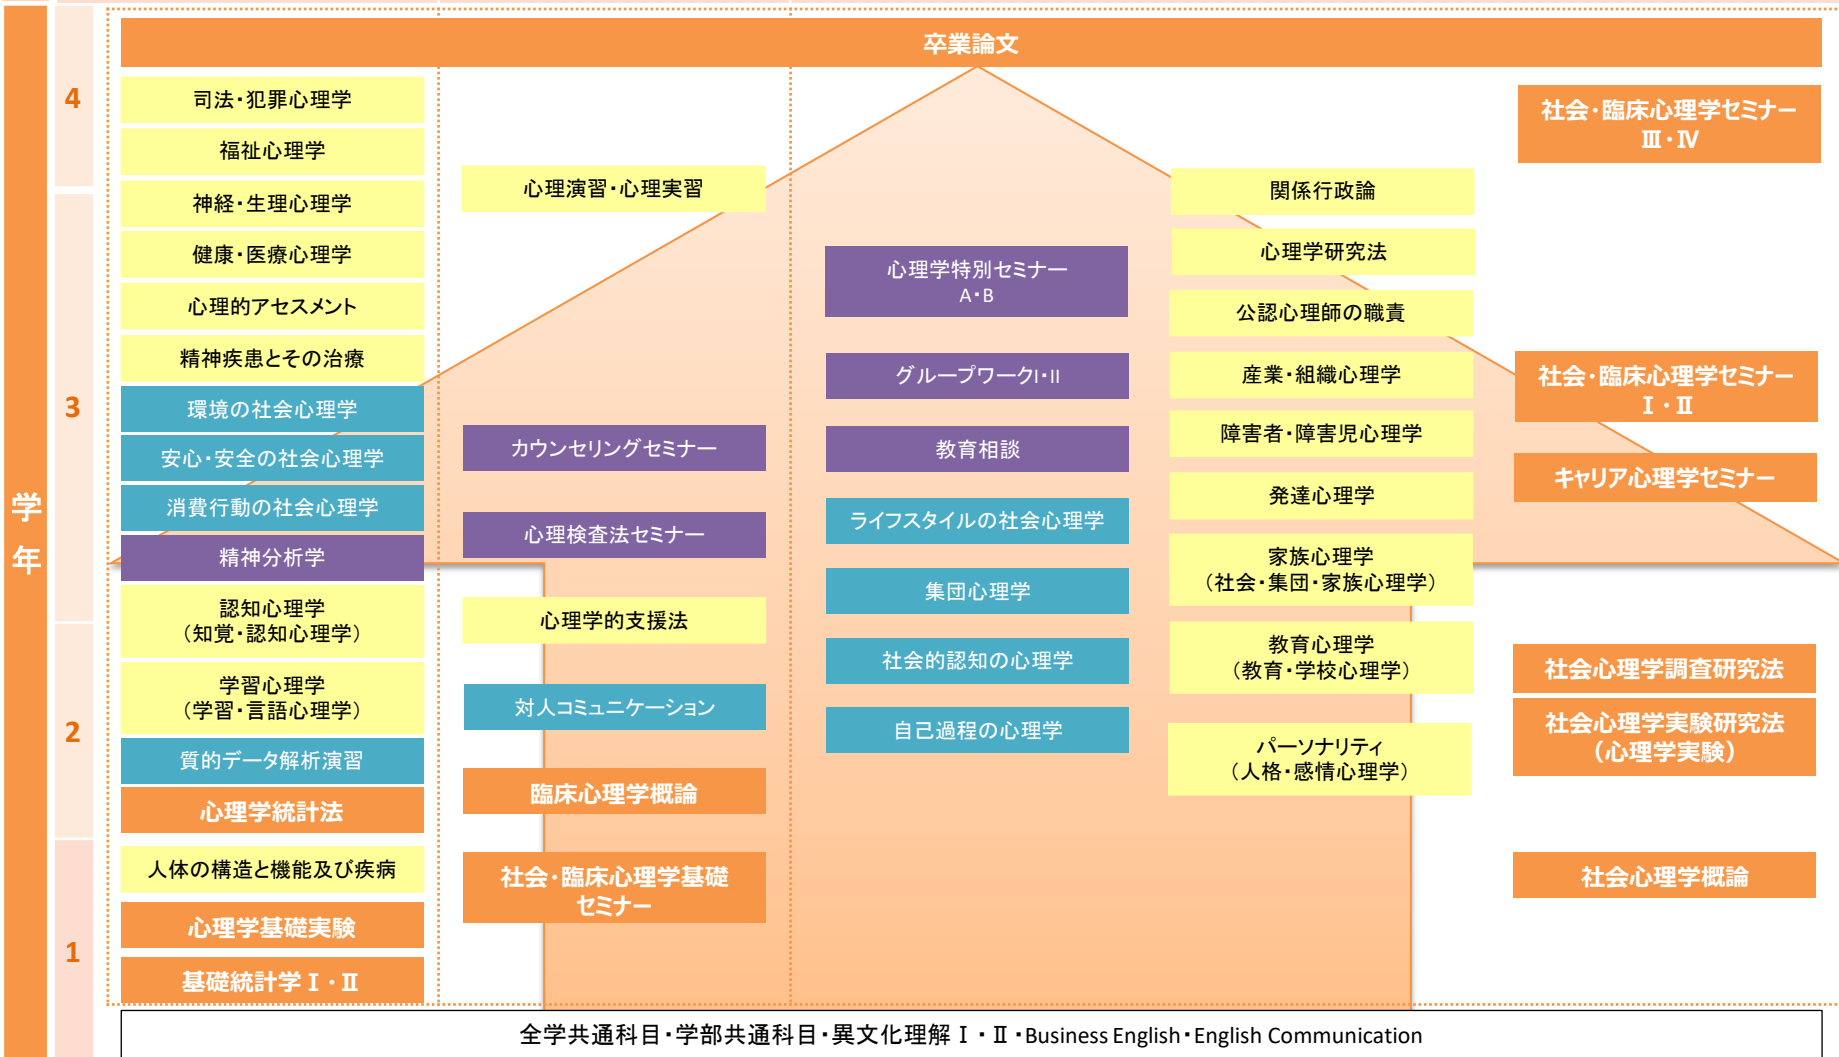 学年
4
3
2
1
卒業論文
司法・犯罪心理学
福祉心理学
神経・生理心理学
健康・医療心理学
心理的アセスメント
精神疾患とその治療
環境の社会心理学
安心・安全の社会心理学
消費行動の社会心理学
精神分析学
認知心理学
（知覚・認知心理学）
学習心理学
（学習・言語心理学）
質的データ解析演習
心理学統計法
人体の構造と機能及び疾病
心理学基礎実験
基礎統計学Ⅰ・Ⅱ
心理演習・心理実習
カウンセリングセミナー
心理検査法セミナー
心理学的支援法
対人コミュニケーション
臨床心理学概論
社会・臨床心理学基礎
セミナー
心理学特別セミナー
A・B
グループワークI・II
教育相談
ライフスタイルの社会心理学
集団心理学
社会的認知の心理学
自己過程の心理学
関係行政論
心理学研究法
公認心理師の職責
産業・組織心理学
障害者・障害児心理学
発達心理学
家族心理学
（社会・集団・家族心理学）
教育心理学
（教育・学校心理学）
パーソナリティ
（人格・感情心理学）
社会・臨床心理学セミナー
Ⅲ・Ⅳ
社会・臨床心理学セミナー
Ⅰ・Ⅱ
キャリア心理学セミナー
社会心理学調査研究法
社会心理学実験研究法
（心理学実験）
社会心理学概論
全学共通科目・学部共通科目・異文化理解Ⅰ・Ⅱ・Business English・English Communication